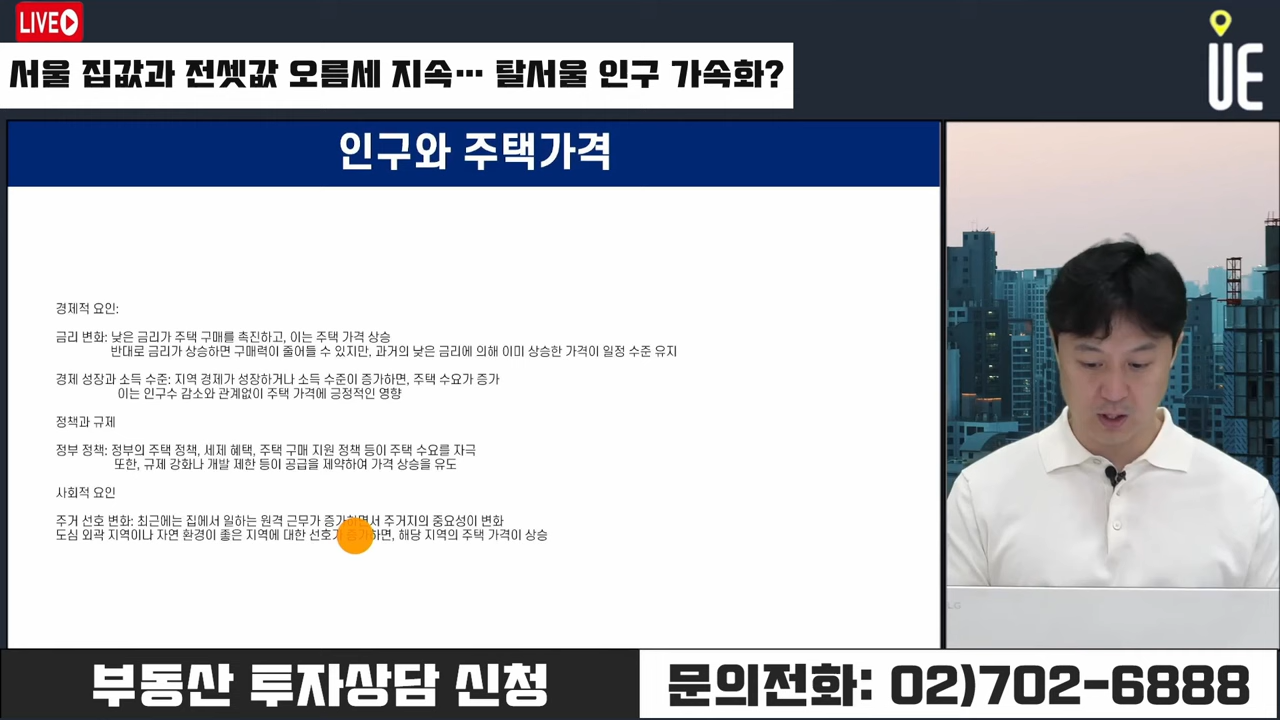 LIVE
UE
서울 집값과 전셋값 오름세 지속… 탈서울 인구 가속화?
인구와 주택가격
경제적 요인:
금리 변화: 낮은 금리가 주택 구매를 촉진하고, 이는 주택 가격 상승
반대로 금리가 상승하면 구매력이 줄어들 수 있지만, 과거의 낮은 금리에 의해 이미 상승한 가격이 일정 수준 유지
경제 성장과 소득 수준: 지역 경제가 성장하거나 소득 수준이 증가하면, 주택 수요가 증가
이는 인구수 감소와 관계없이 주택 가격에 긍정적인 영향
정책과 규제
정부 정책: 정부의 주택 정책, 세제 혜택, 주택 구매 지원 정책 등이 주택 수요를 자극
또한, 규제 강화나 개발 제한 등이 공급을 제약하여 가격 상승을 유도
사회적 요인
주거 선호 변화: 최근에는 집에서 일하는 원격 근무가 증가하면서 주거지의 중요성이 변화
도심 외곽 지역이나 자연 환경이 좋은 지역에 대한 선호가 증가하면, 해당 지역의 주택 가격이 상승
LG
부동산 투자상담 신청
문의전화: 02)702-6888